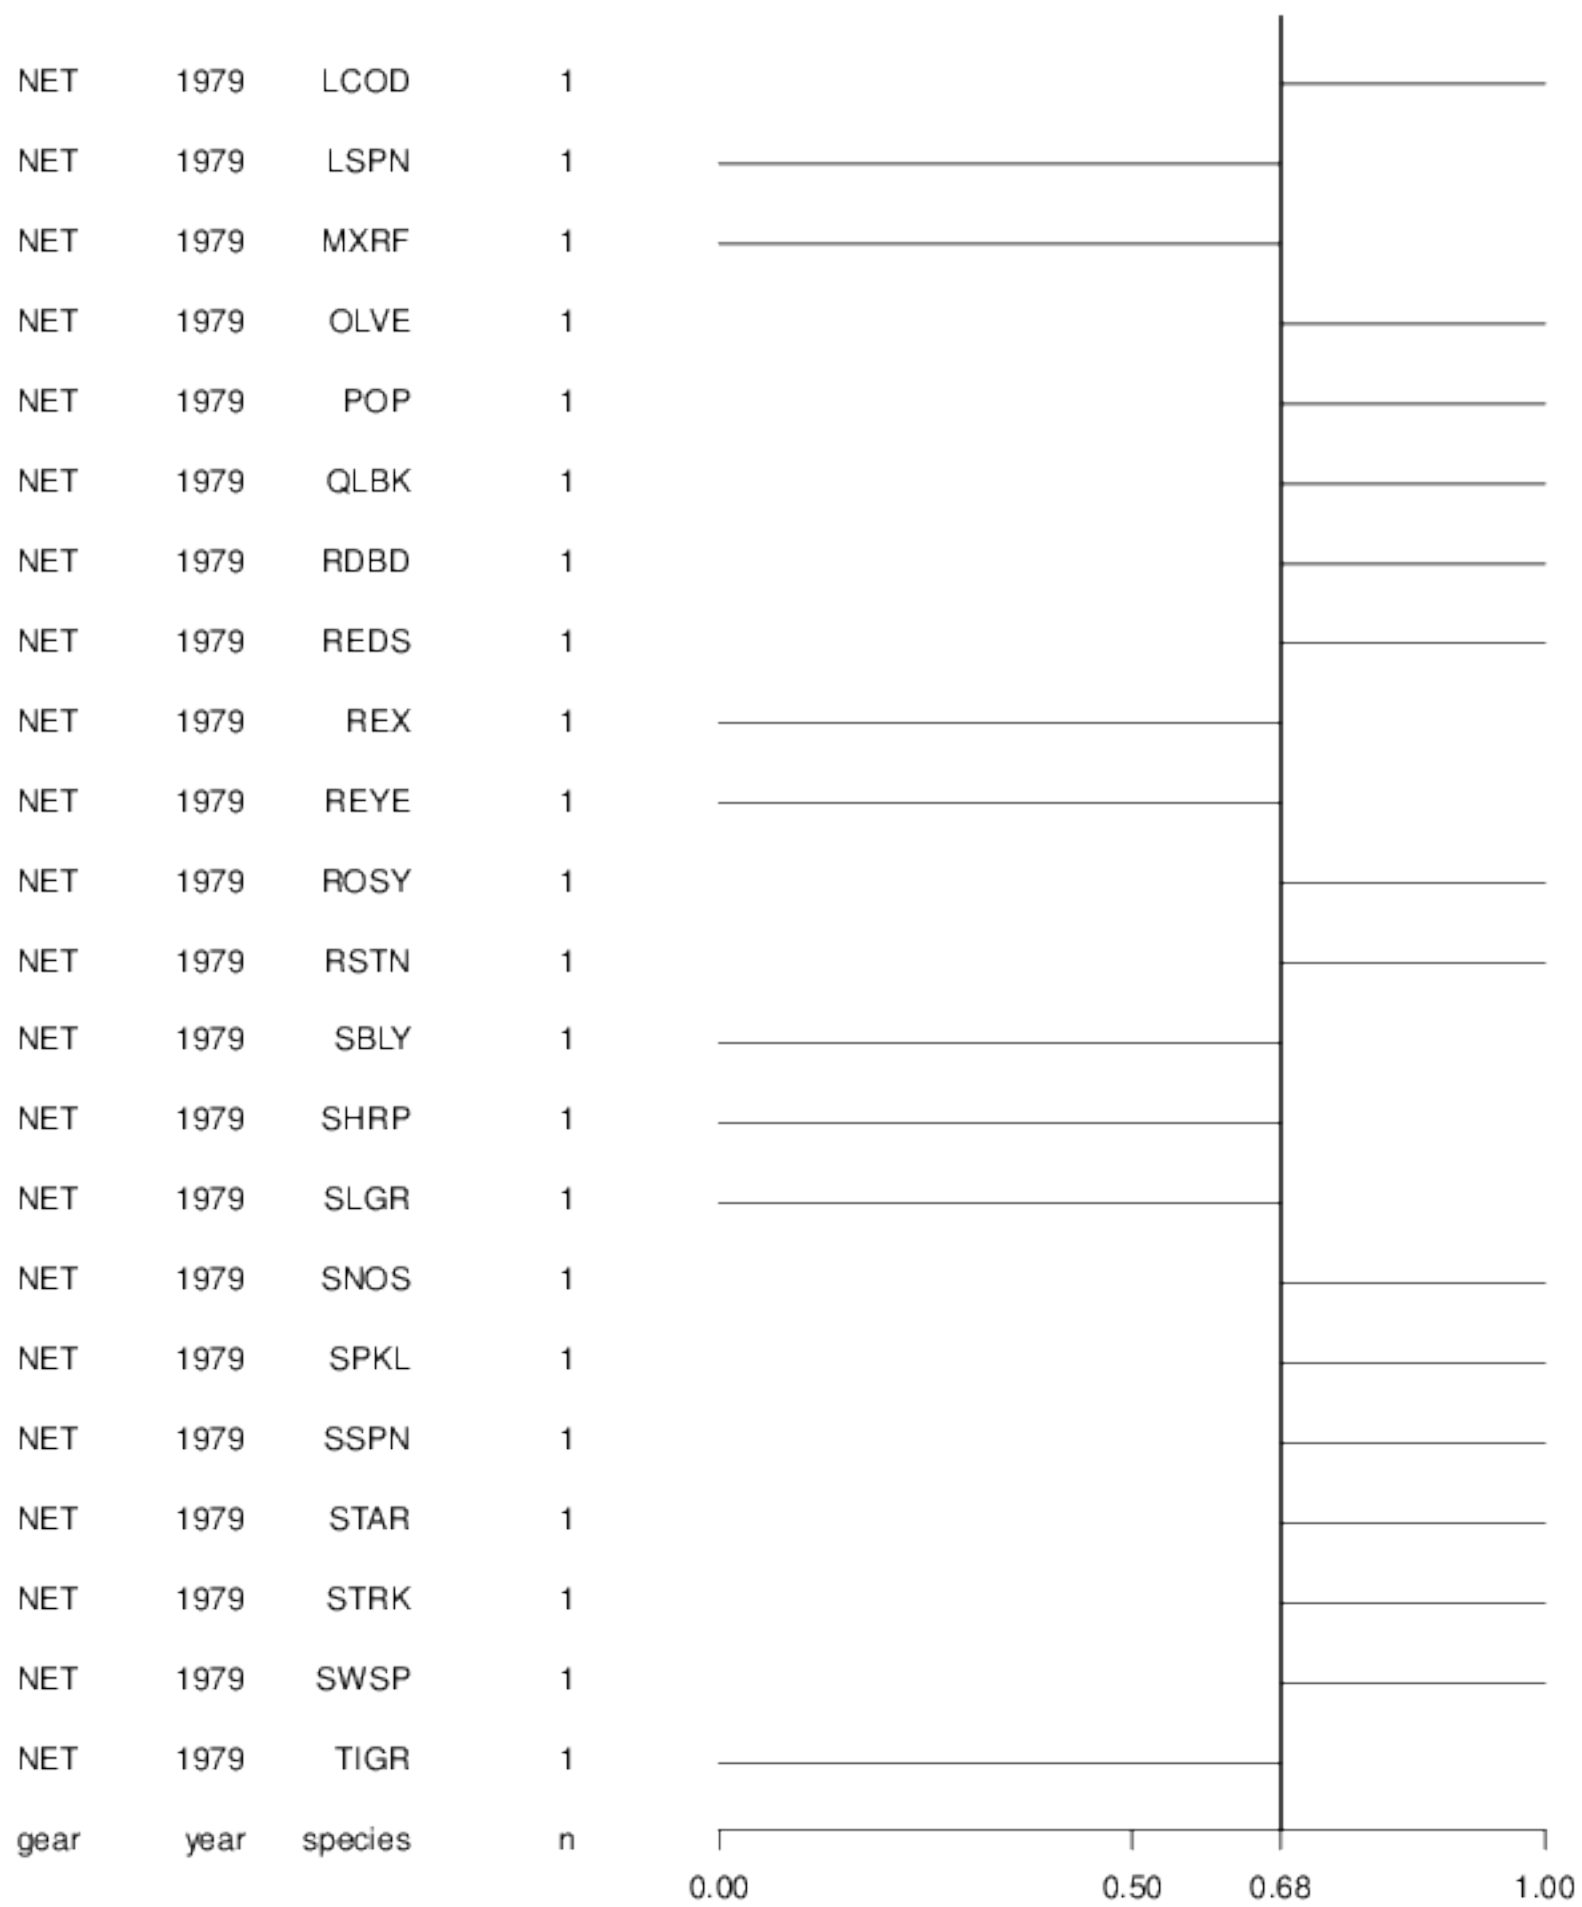 NET 1979 LCOD 1
NET 1979 LSPN 1
NET 1979 MXRF 1
NET 1979 OLVE 1
NET 1979 POP 1
NET 1979 QLBK 1
NET 1979 RDBD 1
NET 1979 REDS 1
NET 1979 REX 1
NET 1979 REYE 1
NET 1979 ROSY 1
NET 1979 RSTN 1
NET 1979 SBLY 1
NET 1979 SHRP 1
NET 1979 SLGR 1
NET 1979 SNOS 1
NET 1979 SPKL 1
NET 1979 SSPN 1
NET 1979 STAR 1
NET 1979 STRK 1
NET 1979 SWSP 1
NET 1979 TIGR 1
gear year species n
0.00 0.50 0.68 1.00